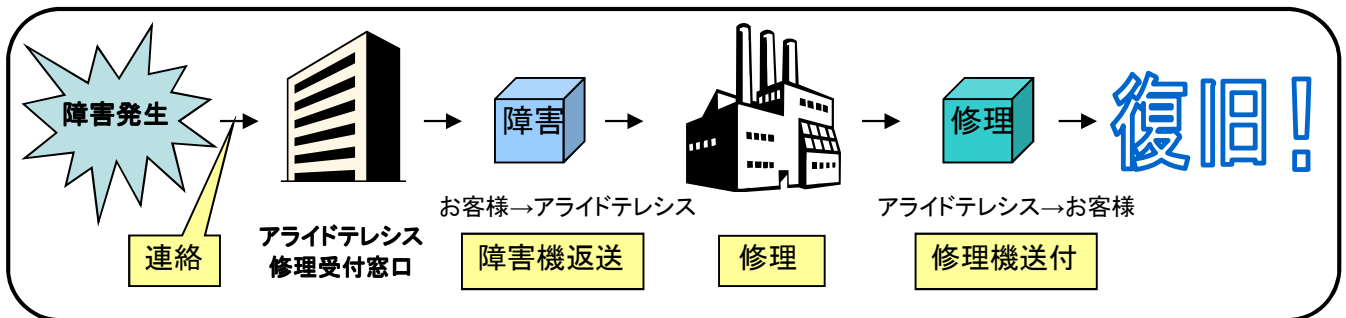 障害発生
障害
修理
復旧!
お客様→アライドテレシス
アライドテレシス→お客様
アライドテレシス
修理受付窓口
連絡
障害機返送
修理
修理機送付